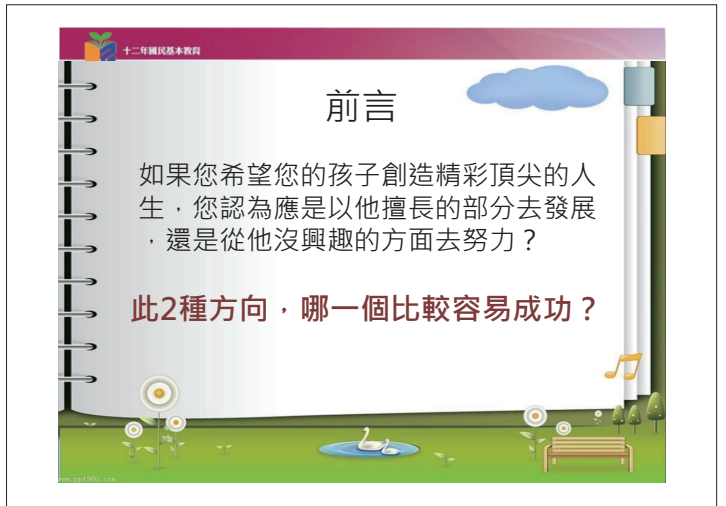 十二年國民基本教育
前言
如果您希望您的孩子創造精彩頂尖的人
生，您認為應是以他擅長的部分去發展
，還是從他沒興趣的方面去努力？
此2種方向，哪一個比較容易成功？
www.ppt360.com